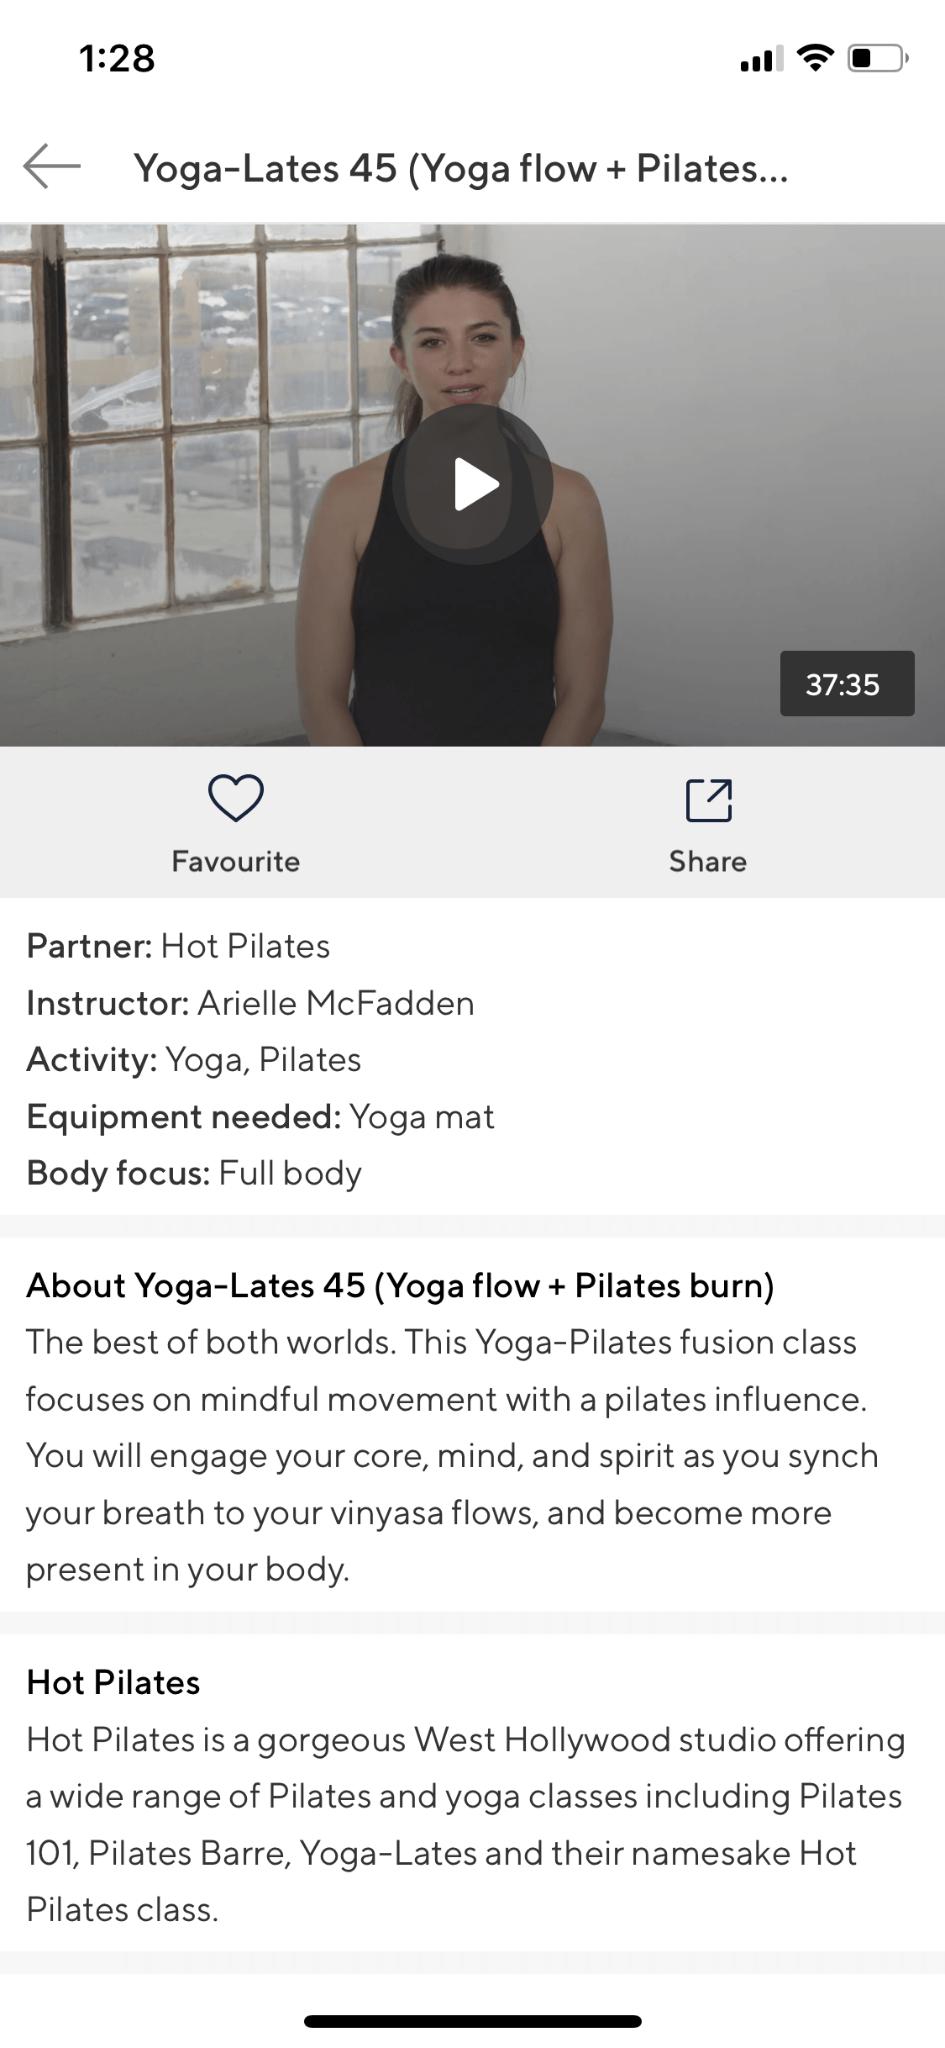 1:28
Yoga-Lates 45 (Yoga flow + Pilates...
37:35
Favourite
Share
Partner: Hot Pilates
Instructor: Arielle McFadden
Activity: Yoga, Pilates
Equipment needed: Yoga mat
Body focus: Full body
About Yoga-Lates 45 (Yoga flow + Pilates burn)
The best of both worlds. This Yoga-Pilates fusion class
focuses on mindful movement with a pilates influence.
You will engage your core, mind, and spirit as you synch
your breath to your vinyasa flows, and become more
present in your body.
Hot Pilates
Hot Pilates is a gorgeous West Hollywood studio offering
a wide range of Pilates and yoga classes including Pilates
101, Pilates Barre, Yoga-Lates and their namesake Hot
Pilates class.